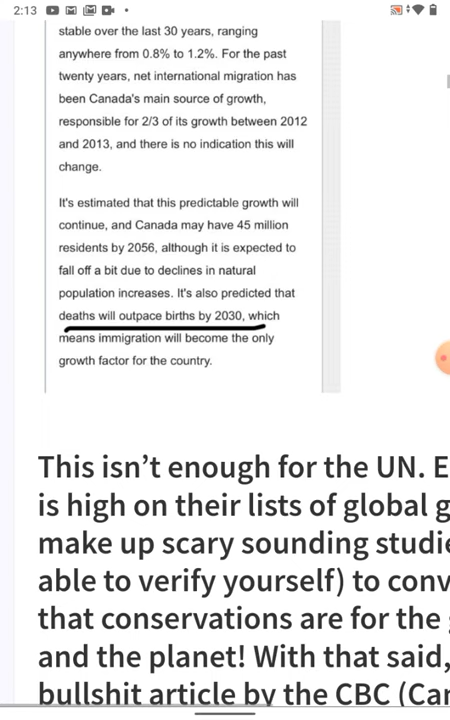 2:13
stable over the last 30 years, ranging
anywhere from 0.8% to 1.2%. For the past
twenty years, net international migration has
been Canada's main source of growth,
responsible for 2/3 of its growth between 2012
and 2013, and there is no indication this will
change.
It's estimated that this predictable growth will
continue, and Canada may have 45 million
residents by 2056, although it is expected to
fall off a bit due to declines in natural
population increases. It's also predicted that
deaths will outpace births by 2030, which
means immigration will become the only
growth factor for the country.
This isn't enough for the UN.
is high on their lists of global
make up scary sounding
able to verify yourself) to
that conservations are for the
and the planet! With that said,
bullshit article by the CBC